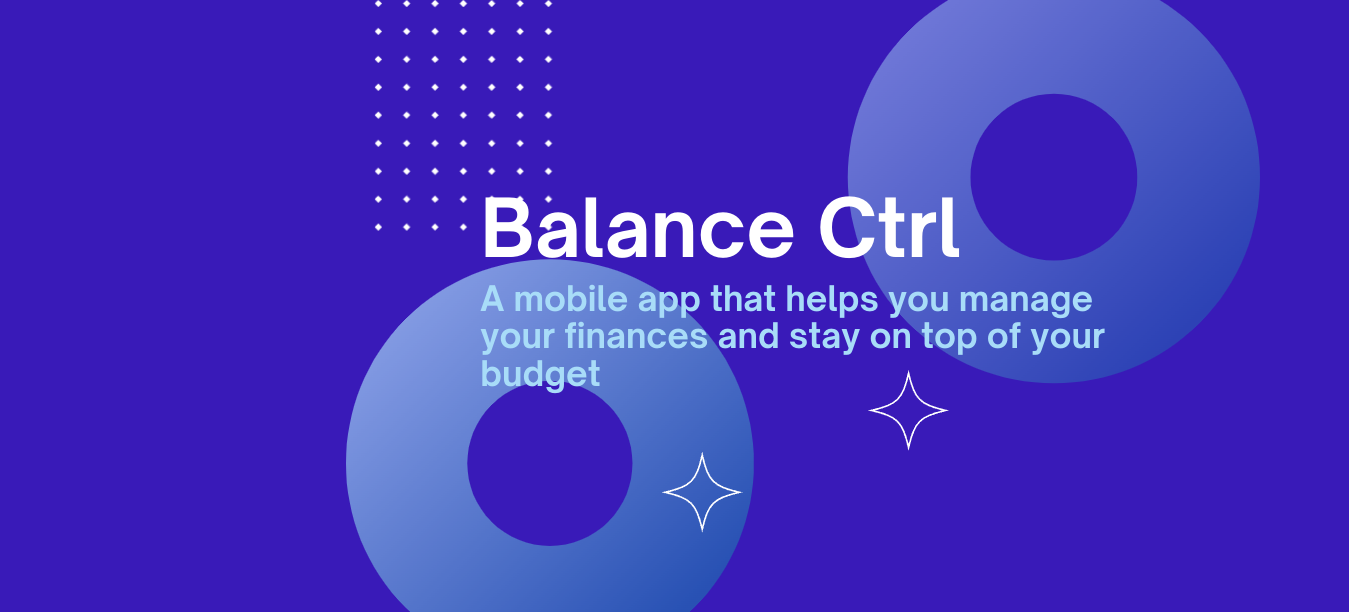 Balance Ctrl
A mobile app that helps you manage
your finances and stay on top of your
budget